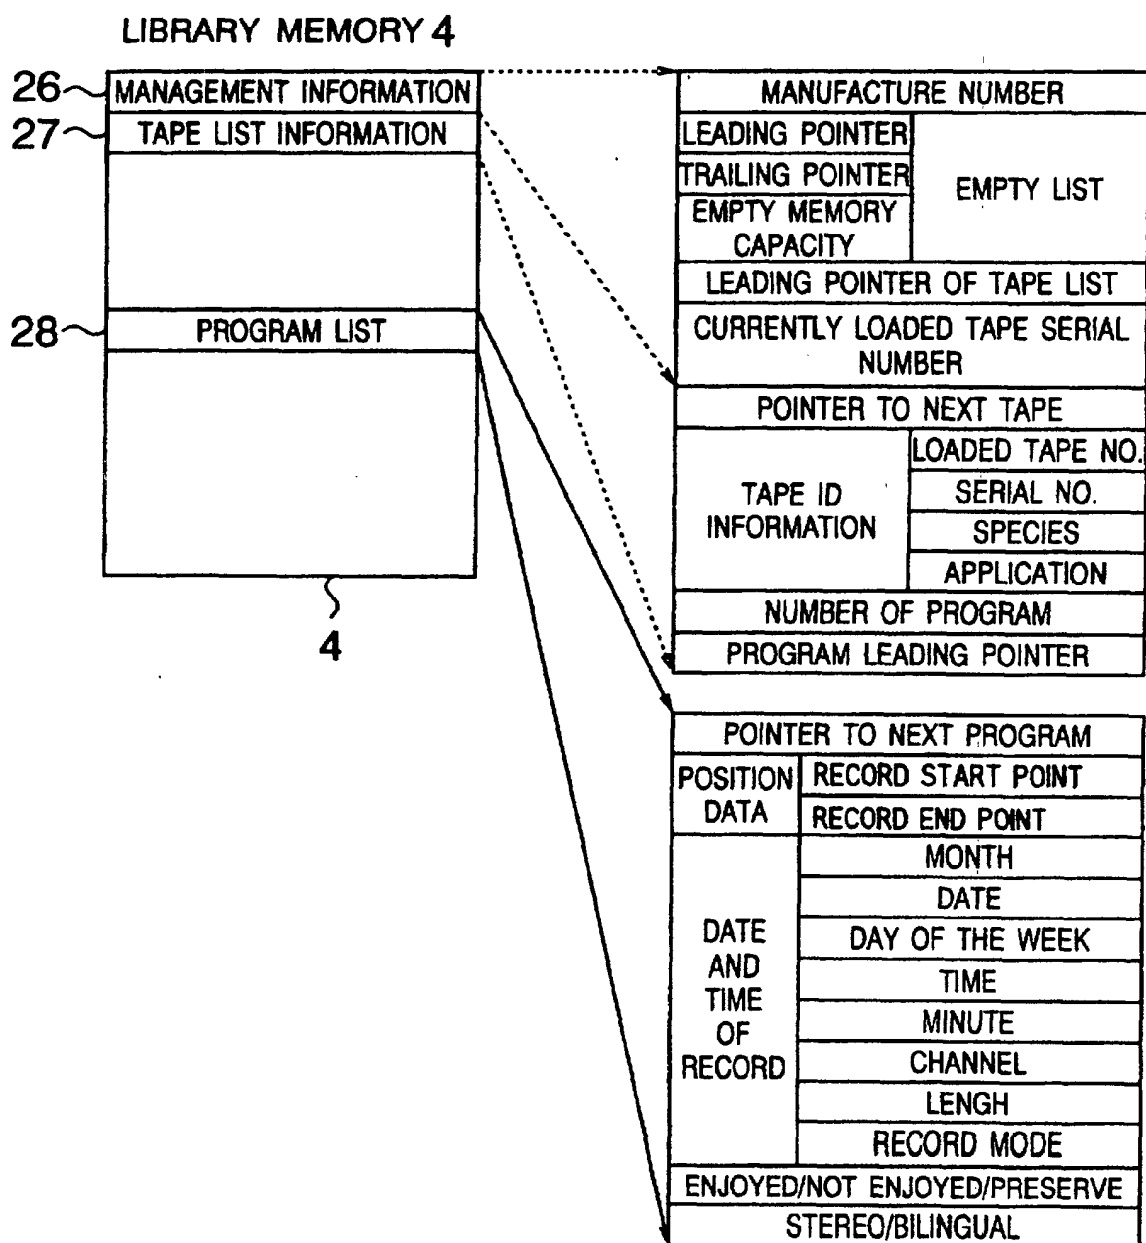 LIBRARY MEMORY 4
26
MANAGEMENT INFORMATION
27
TAPE LIST INFORMATION
28
PROGRAM LIST
4
MANUFACTURE NUMBER
LEADING POINTER
TRAILING POINTER
EMPTY MEMORY
CAPACITY
EMPTY LIST
LEADING POINTER OF TAPE LIST
CURRENTLY LOADED TAPE SERIAL
NUMBER
POINTER TO NEXT TAPE
TAPE ID
INFORMATION
LOADED TAPE NO.
SERIAL NO.
SPECIES
APPLICATION
NUMBER OF PROGRAM
PROGRAM LEADING POINTER
POINTER TO NEXT PROGRAM
POSITION
DATA
RECORD START POINT
RECORD END POINT
DATE
AND
TIME
OF
RECORD
MONTH
DATE
DAY OF THE WEEK
TIME
MINUTE
CHANNEL
LENGH
RECORD MODE
ENJOYED/NOT ENJOYED/PRESERVE
STEREO/BILINGUAL